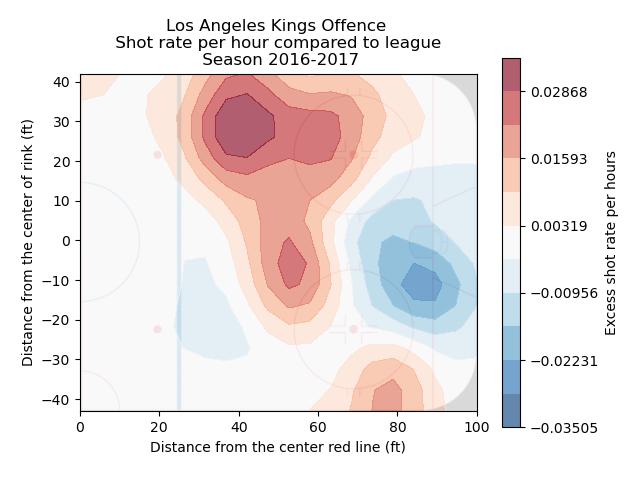 Los Angeles Kings Offence
Shot rate per hour compared to league
Season 2016-2017
Distance from the center of rink (ft)
40
30
20
10
0
−10
−20
−30
−40
0 20 40 60 80 100
Distance from the center red line (ft)
0.02868
0.01593
0.00319
−0.00956
−0.02231
−0.03505
Excess shot rate per hours